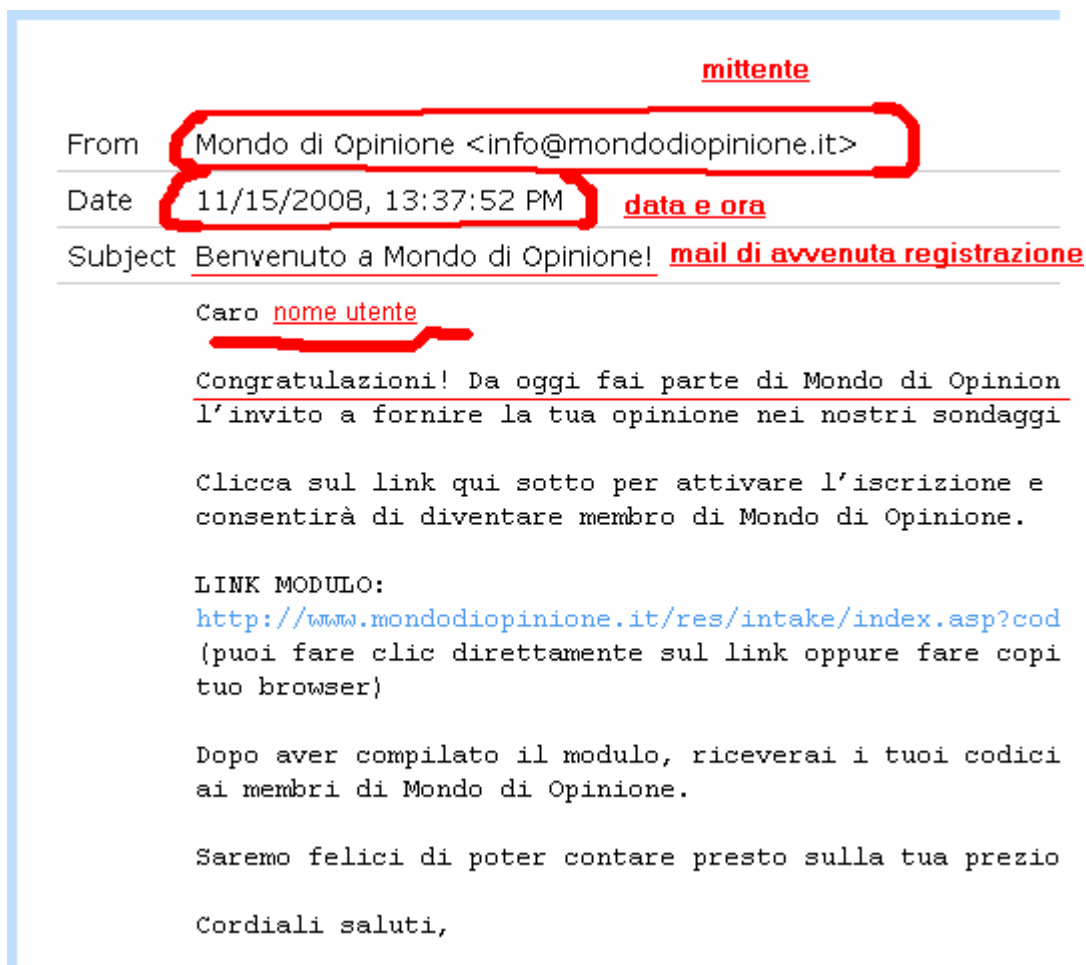 mittente
From Mondo di Opinione <info@mondodiopinione.it>
Date 11/15/2008, 13:37:52 PM data e ora
Subject Benvenuto a Mondo di Opinione! mail di avvenuta registrazione
Caro nome utente
Congratulazioni! Da oggi fai parte di Mondo di Opinion
l'invito a fornire la tua opinione nei nostri sondaggi
Clicca sul link qui sotto per attivare l'iscrizione e
consentirà di diventare membro di Mondo di Opinione.
LINK MODULO:
http://www.mondodiopinione.it/res/intake/index.asp?cod
(puoi fare clic direttamente sul link oppure fare copi
tuo browser)
Dopo aver compilato il modulo, riceverai i tuoi codici
ai membri di Mondo di Opinione.
Saremo felici di poter contare presto sulla tua prezio
Cordiali saluti,